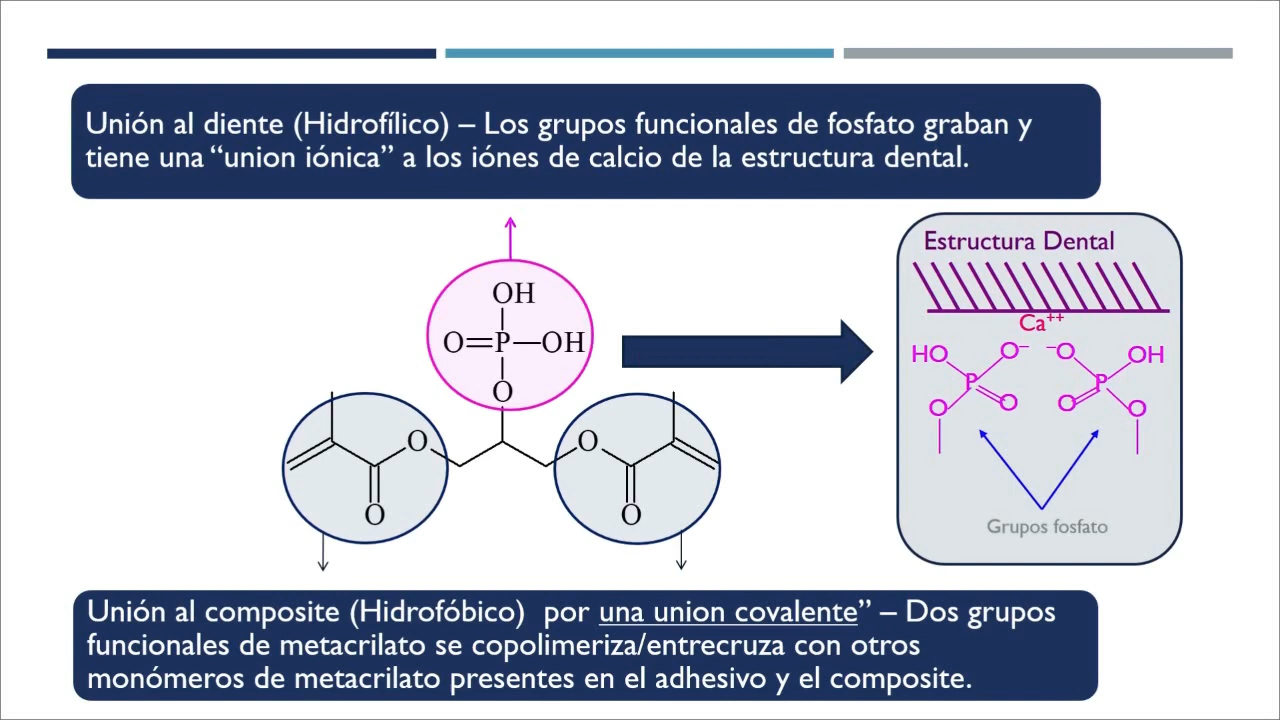 Unión al diente (Hidrofílico) – Los grupos funcionales de fosfato graban y
tiene una “union iónica” a los iónes de calcio de la estructura dental.
OH
O=P—OH
O
O
O
O
O
Estructura Dental
Ca++
HO
O–
–O
OH
P
P
O
O
O
O
Grupos fosfato
Unión al composite (Hidrofóbico) por una union covalente” – Dos grupos
funcionales de metacrilato se copolimeriza/entrecruza con otros
monómeros de metacrilato presentes en el adhesivo y el composite.